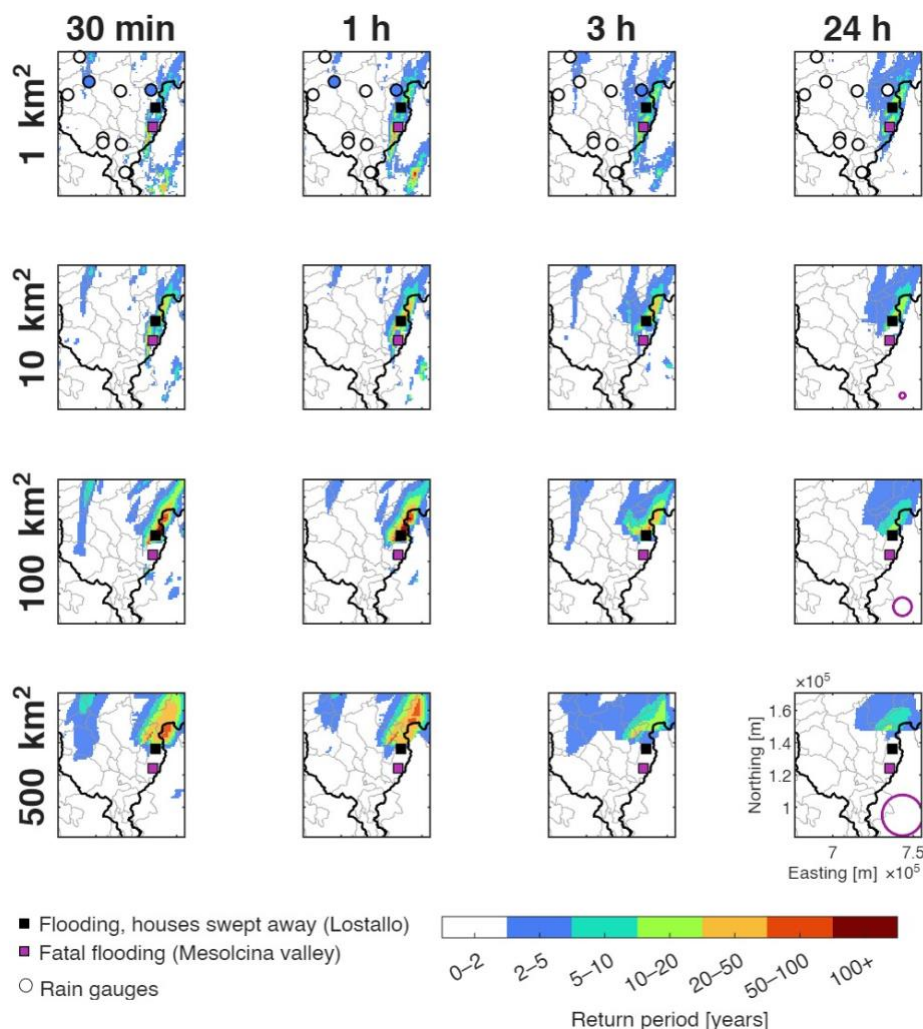 30 min 1 h 3 h 24 h
1 km²
10 km²
100 km²
500 km²
×10⁵
1.6
1.4
1.2
1
Northing [m]
7 7.5
Easting [m] ×10⁵
Flooding, houses swept away (Lostallo)
Fatal flooding (Mesolcina valley)
Rain gauges
0–2 2–5 5–10 10–20 20–50 50–100 100+
Return period [years]